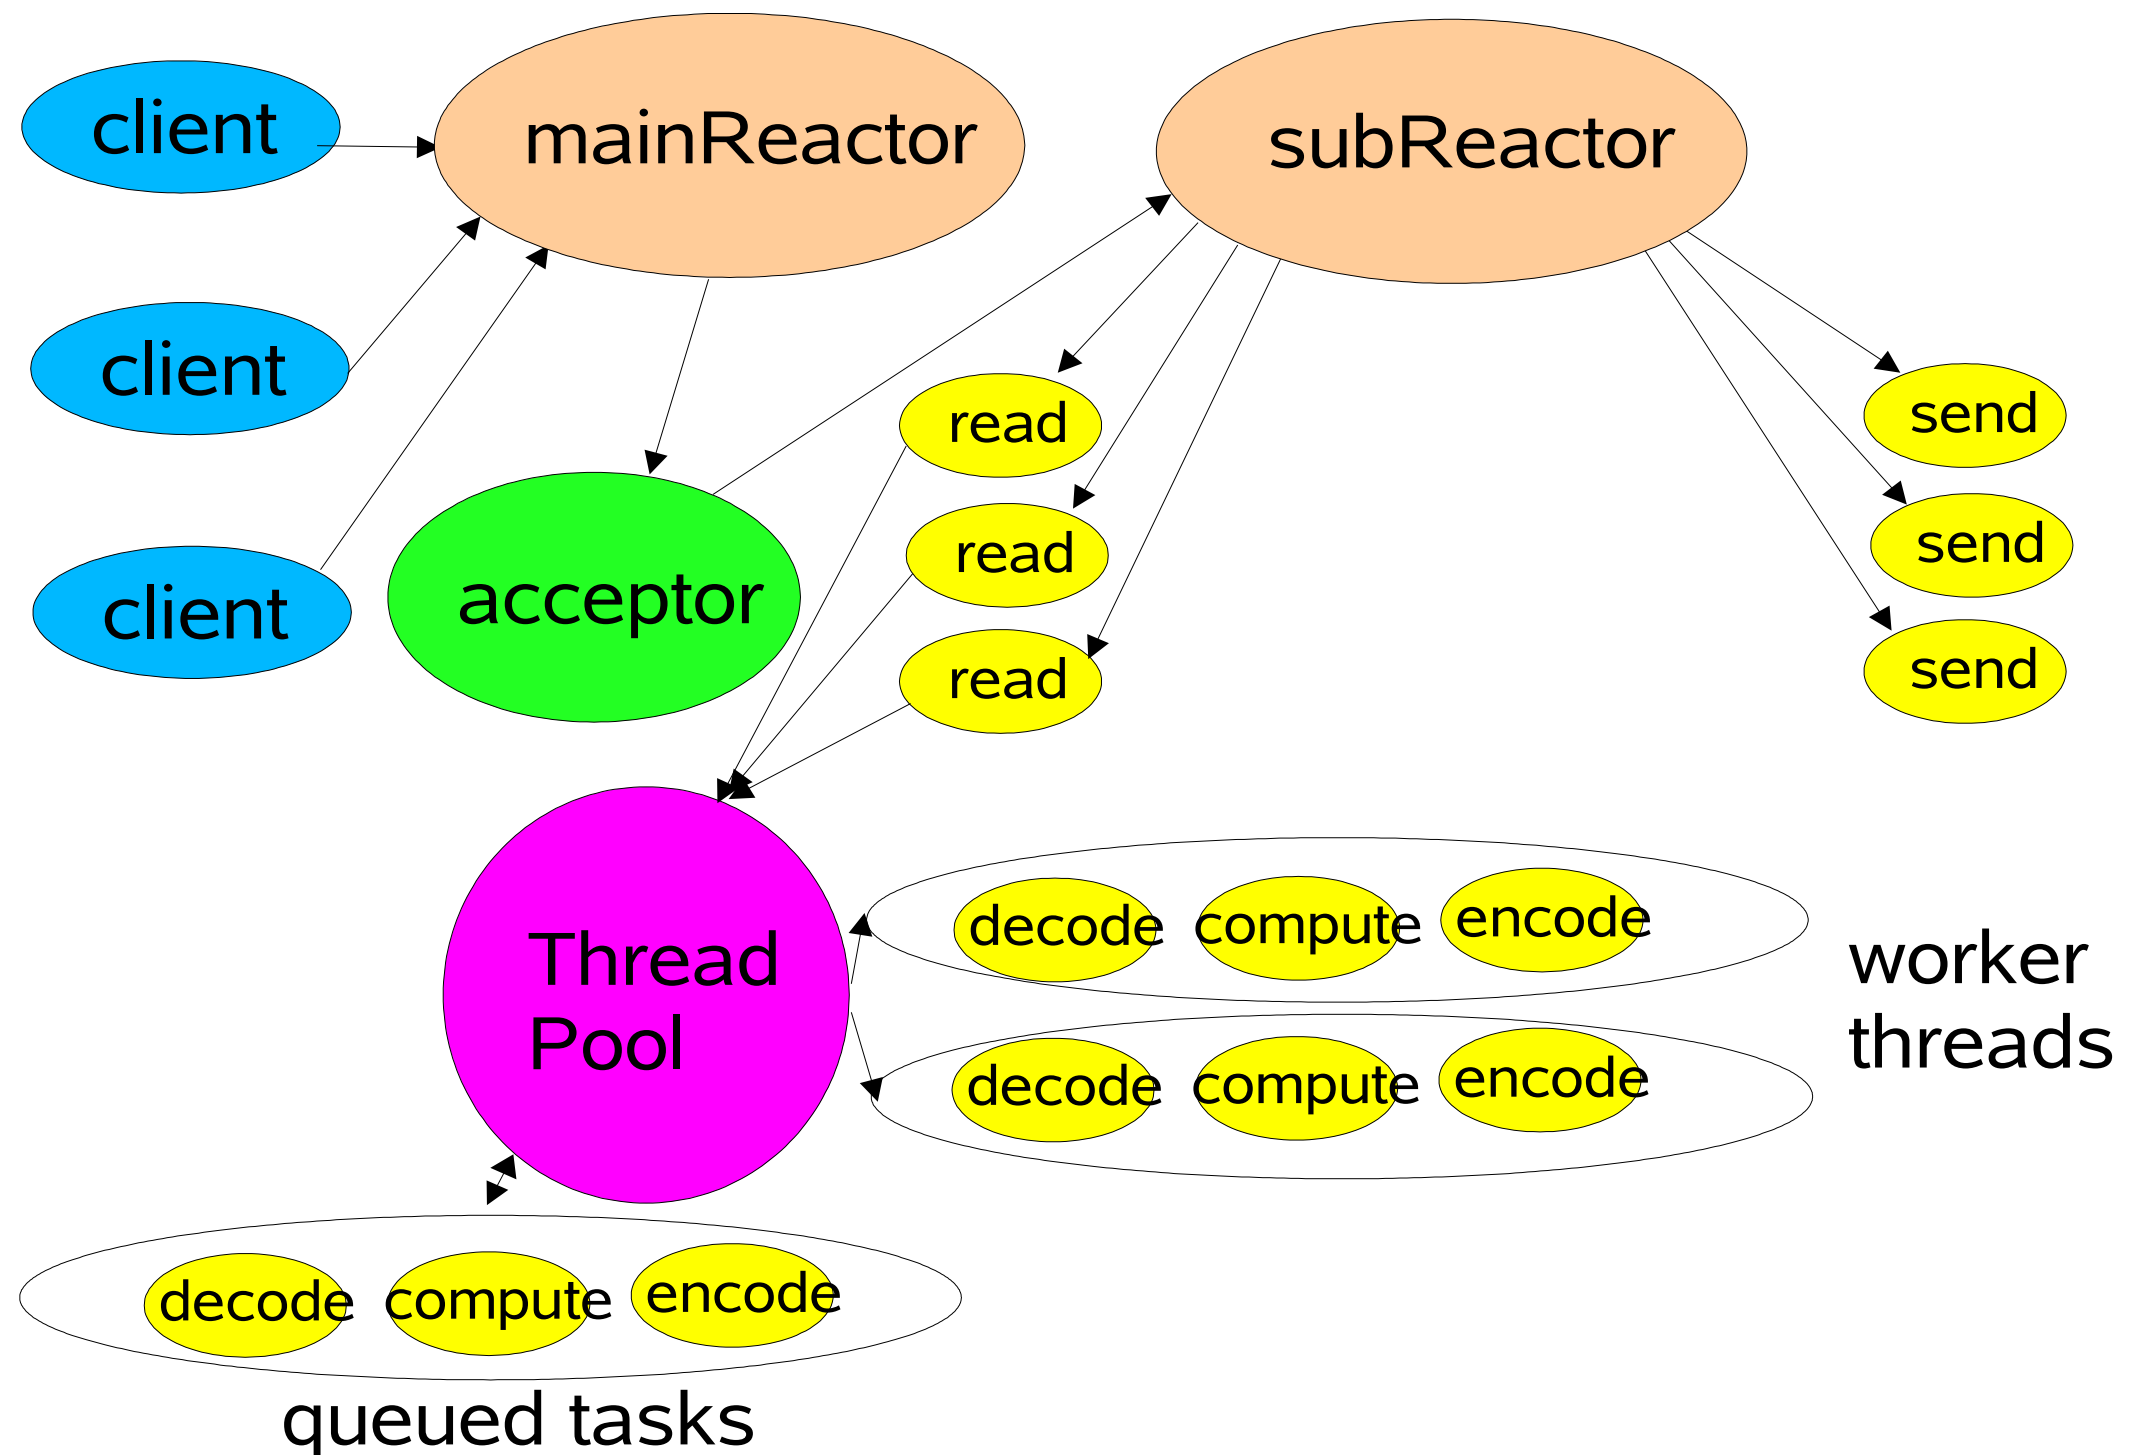 client
mainReactor
subReactor
client
client
acceptor
read
read
read
send
send
send
Thread
Pool
decode compute encode
decode compute encode
worker
threads
decode compute encode
queued tasks